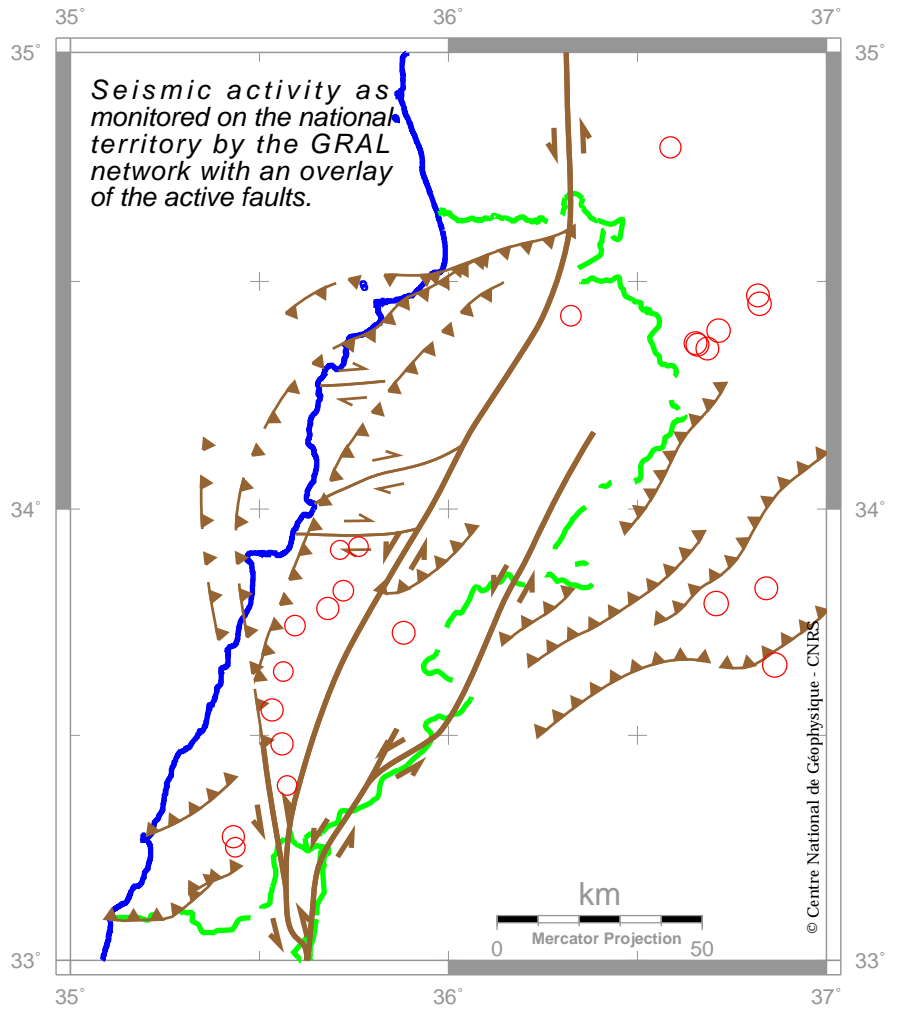 35˚ 36˚ 37˚
35˚ 35˚
Seismic activity as
monitored on the national
territory by the GRAL
network with an overlay
of the active faults.
34˚ 34˚
© Centre National de Géophysique - CNRS
km
Mercator Projection
0 50
33˚ 33˚
35˚ 36˚ 37˚